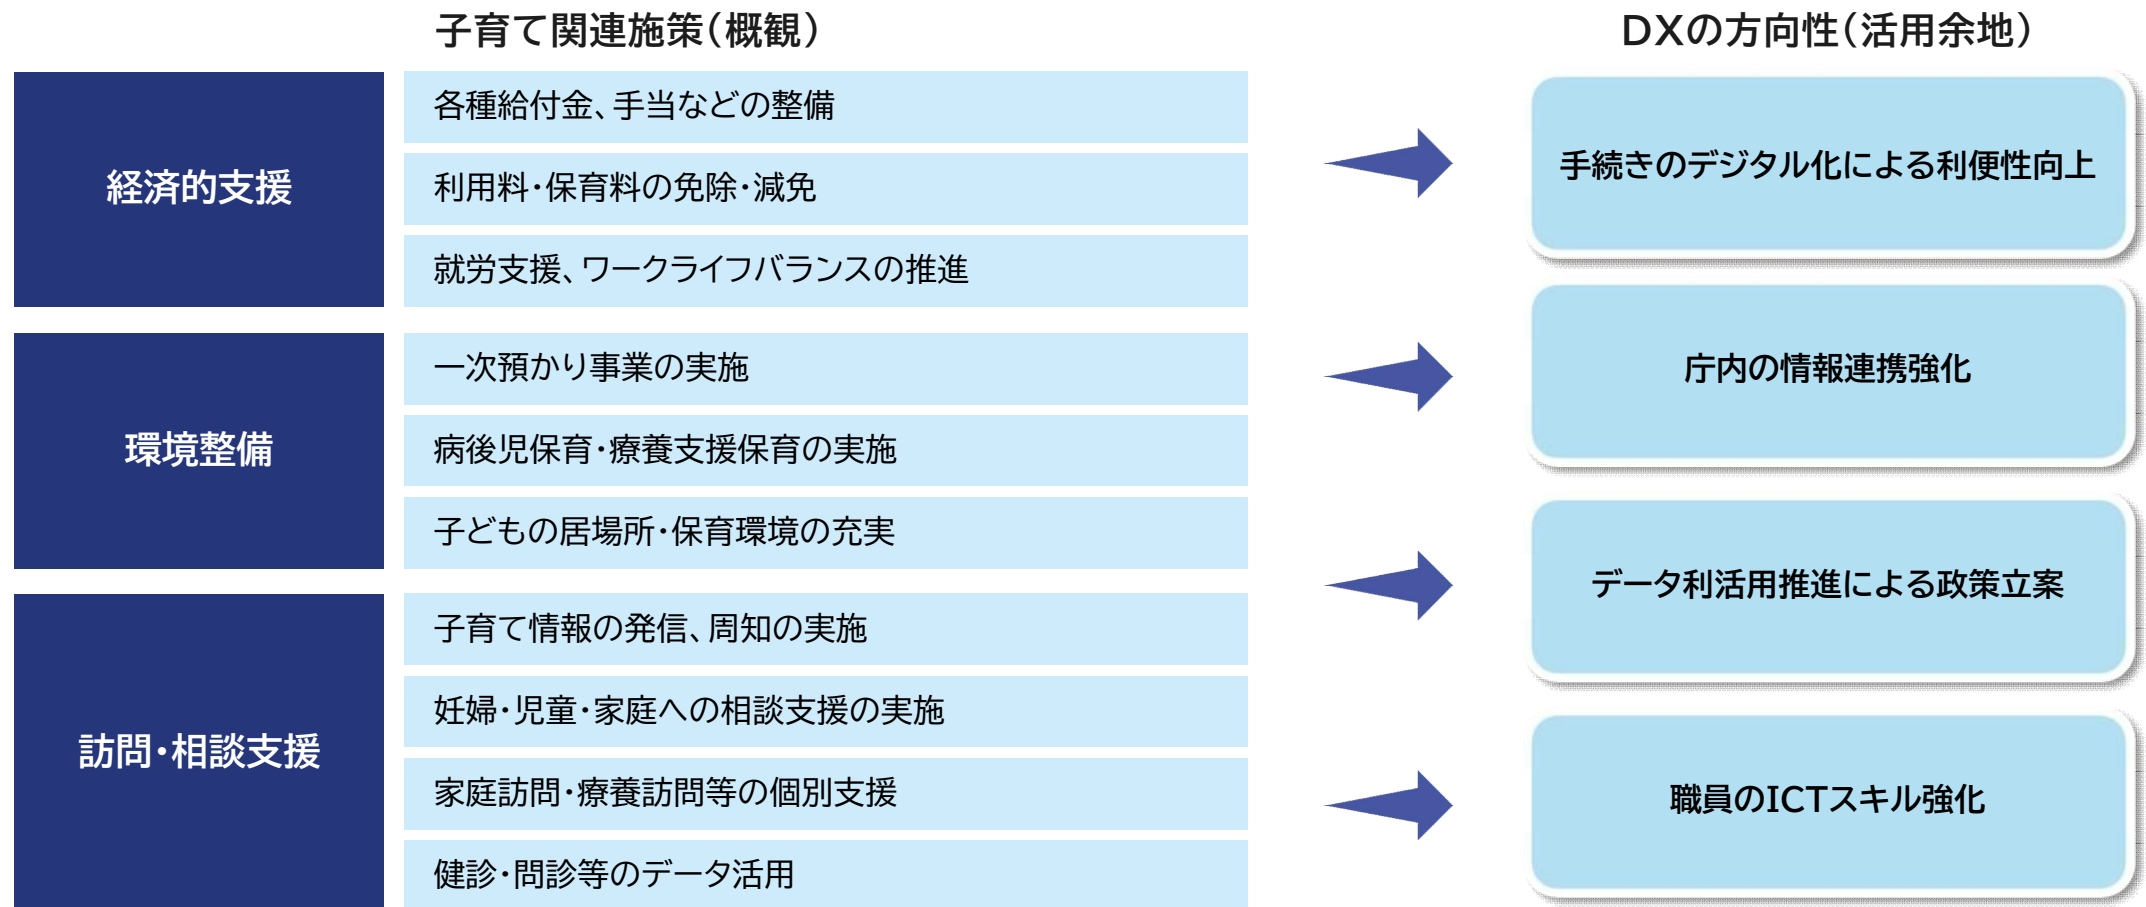 子育て関連施策(概観)
DXの方向性(活用余地)
経済的支援
各種給付金、手当などの整備
利用料・保育料の免除・減免
就労支援、ワークライフバランスの推進
環境整備
一次預かり事業の実施
病後児保育・療養支援保育の実施
子どもの居場所・保育環境の充実
訪問・相談支援
子育て情報の発信、周知の実施
妊婦・児童・家庭への相談支援の実施
家庭訪問・療養訪問等の個別支援
健診・問診等のデータ活用
手続きのデジタル化による利便性向上
庁内の情報連携強化
データ利活用推進による政策立案
職員のICTスキル強化